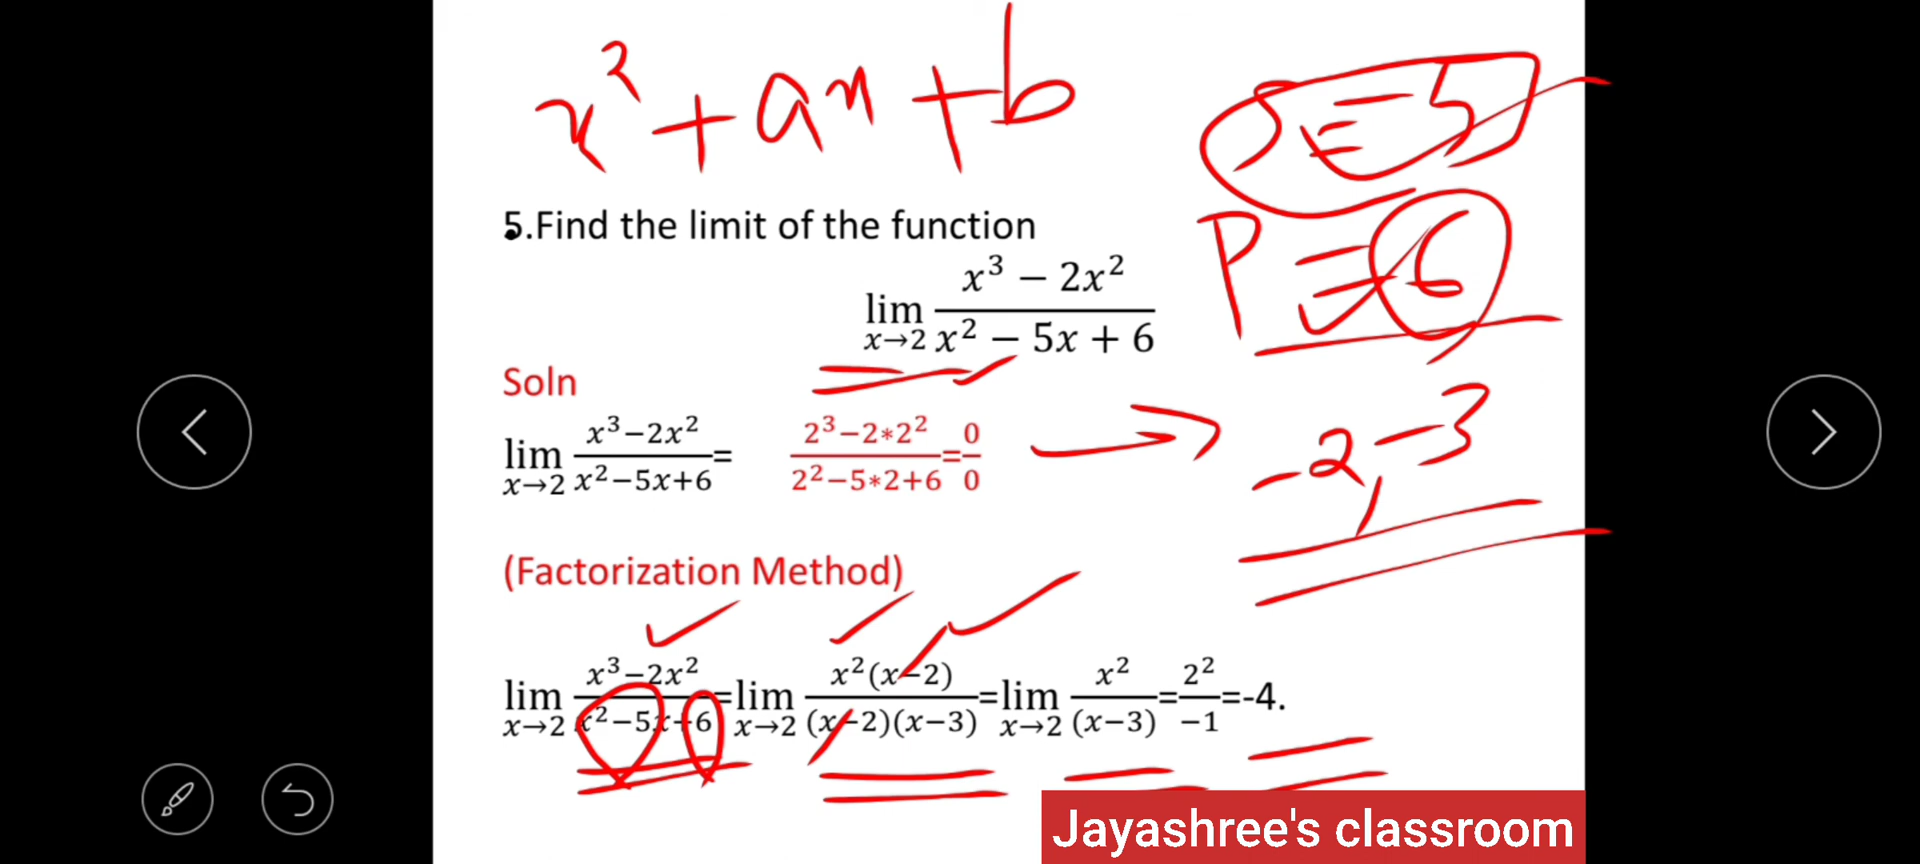 x² + ax + b
S = -5
P = 6
-2, -3
5.Find the limit of the function
lim x→2 (x³ − 2x²)/(x² − 5x + 6)
Soln
lim x→2 (x³−2x²)/(x²−5x+6) = (2³−2∗2²)/(2²−5∗2+6) = 0/0
(Factorization Method)
lim x→2 (x³−2x²)/(x²−5x+6) = lim x→2 x²(x−2)/(x−2)(x−3) = lim x→2 x²/(x−3) = 2²/−1 = -4.
Jayashree's classroom